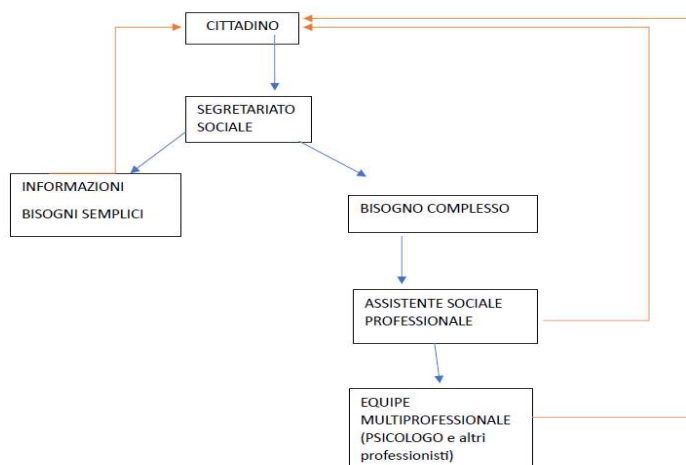 CITTADINO
SEGRETARIATO
SOCIALE
INFORMAZIONI
BISOGNI SEMPLICI
BISOGNO COMPLESSO
ASSISTENTE SOCIALE
PROFESSIONALE
EQUIPE
MULTIPROFESSIONALE
(PSICOLOGO e altri
professionisti)